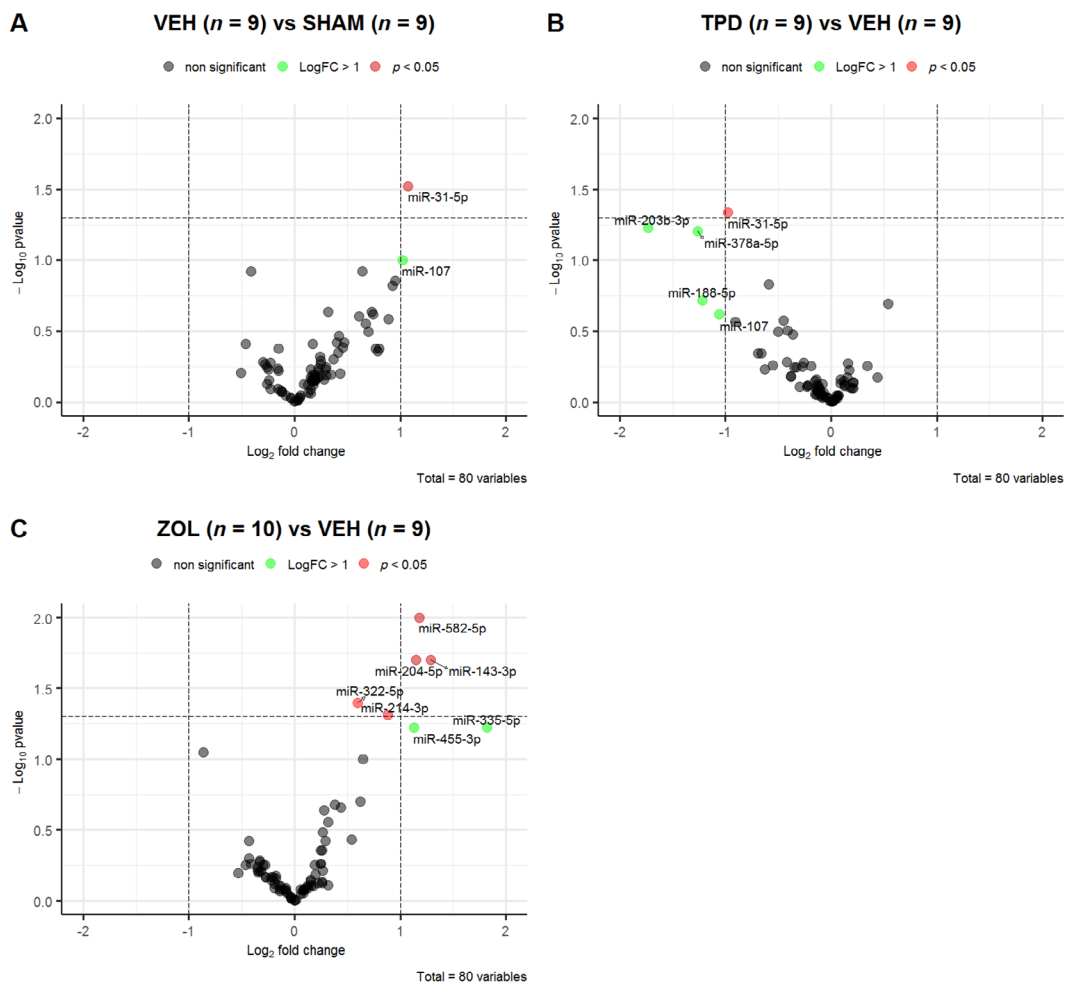 A
VEH (n = 9) vs SHAM (n = 9)
non significant LogFC > 1 p < 0.05
2.0
1.5
1.0
0.5
0.0
− Log10 pvalue
miR-31-5p
miR-107
-2 -1 0 1 2
Log2 fold change
Total = 80 variables
B
TPD (n = 9) vs VEH (n = 9)
non significant LogFC > 1 p < 0.05
2.0
1.5
1.0
0.5
0.0
− Log10 pvalue
miR-203b-3p
miR-31-5p
miR-378a-5p
miR-188-5p
miR-107
-2 -1 0 1 2
Log2 fold change
Total = 80 variables
C
ZOL (n = 10) vs VEH (n = 9)
non significant LogFC > 1 p < 0.05
2.0
1.5
1.0
0.5
0.0
− Log10 pvalue
miR-582-5p
miR-204-5p
miR-143-3p
miR-322-5p
miR-214-3p
miR-335-5p
miR-455-3p
-2 -1 0 1 2
Log2 fold change
Total = 80 variables